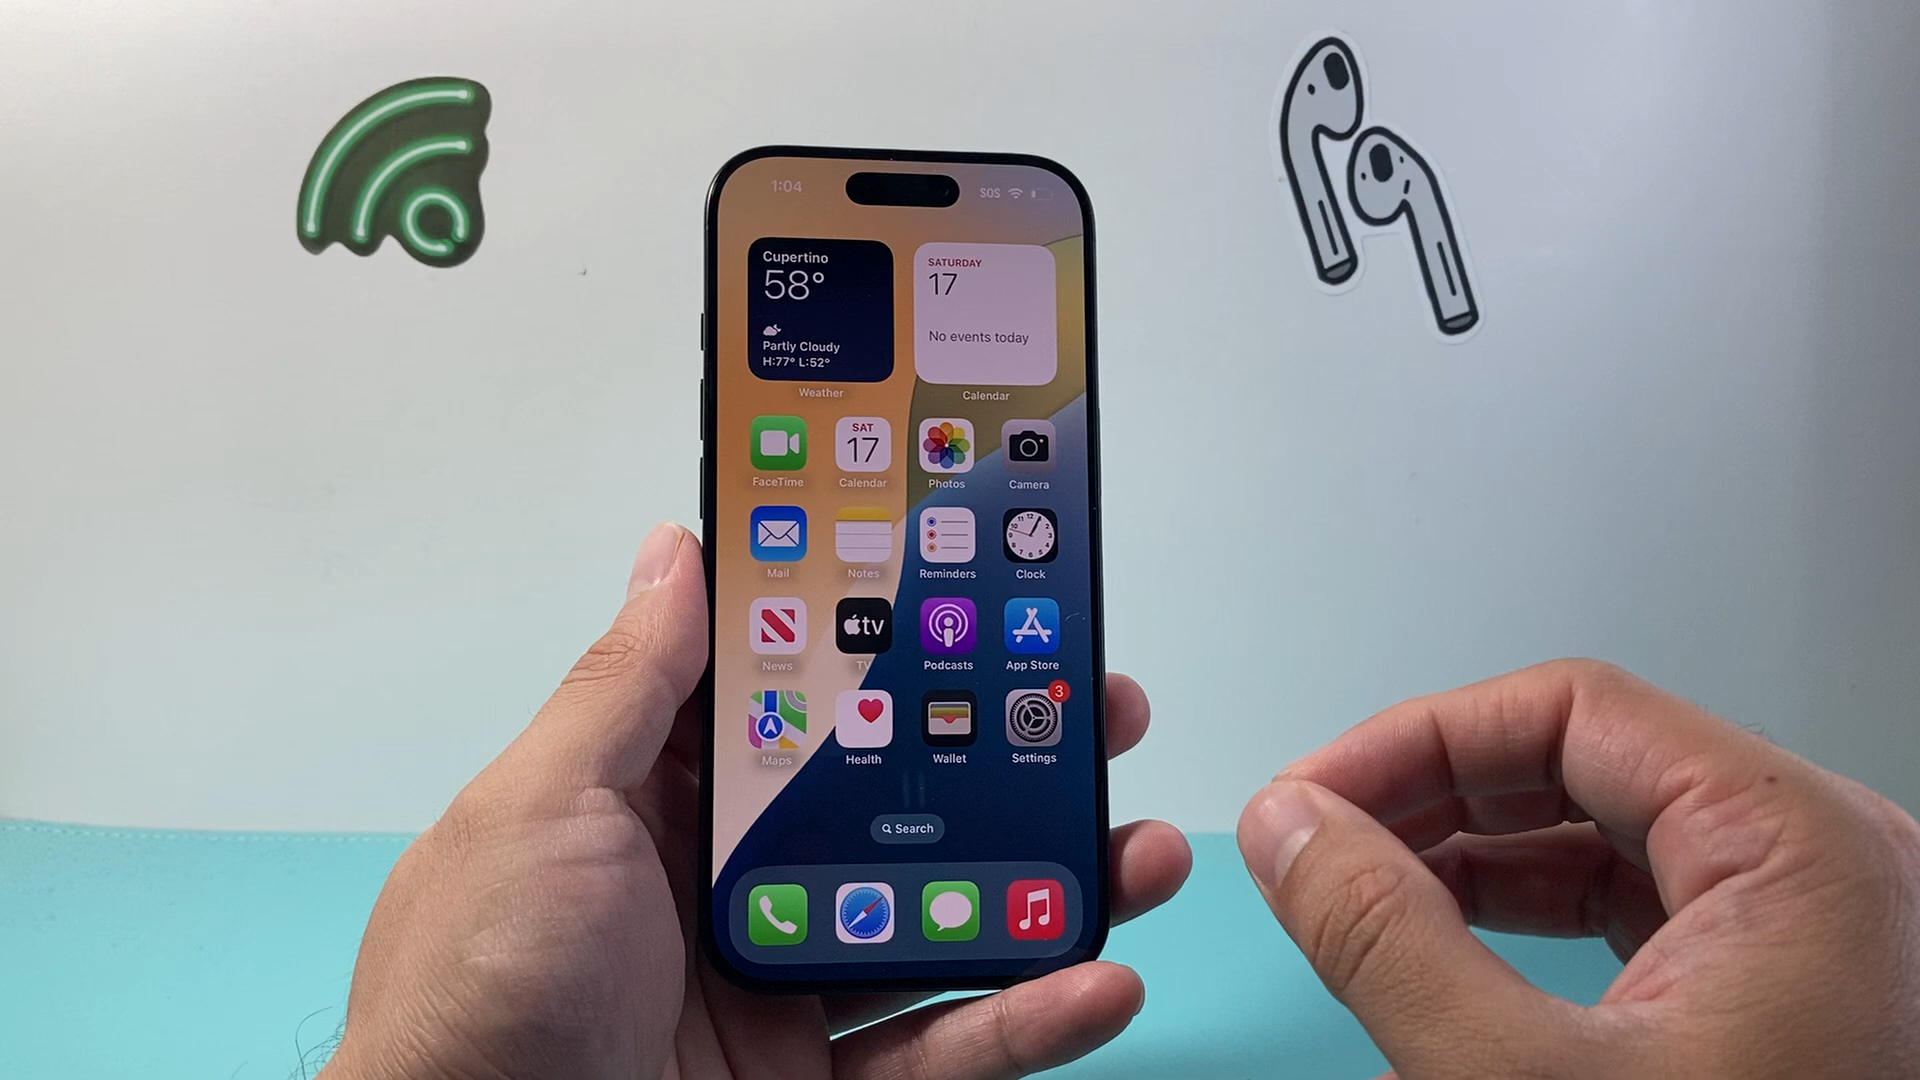 1:04
SOS
Cupertino
58°
Partly Cloudy
H:77° L:52°
Weather
SATURDAY
17
No events today
Calendar
FaceTime
SAT
17
Calendar
Photos
Camera
Mail
Notes
Reminders
Clock
News
tv
TV
Podcasts
App Store
Maps
Health
Wallet
3
Settings
Search